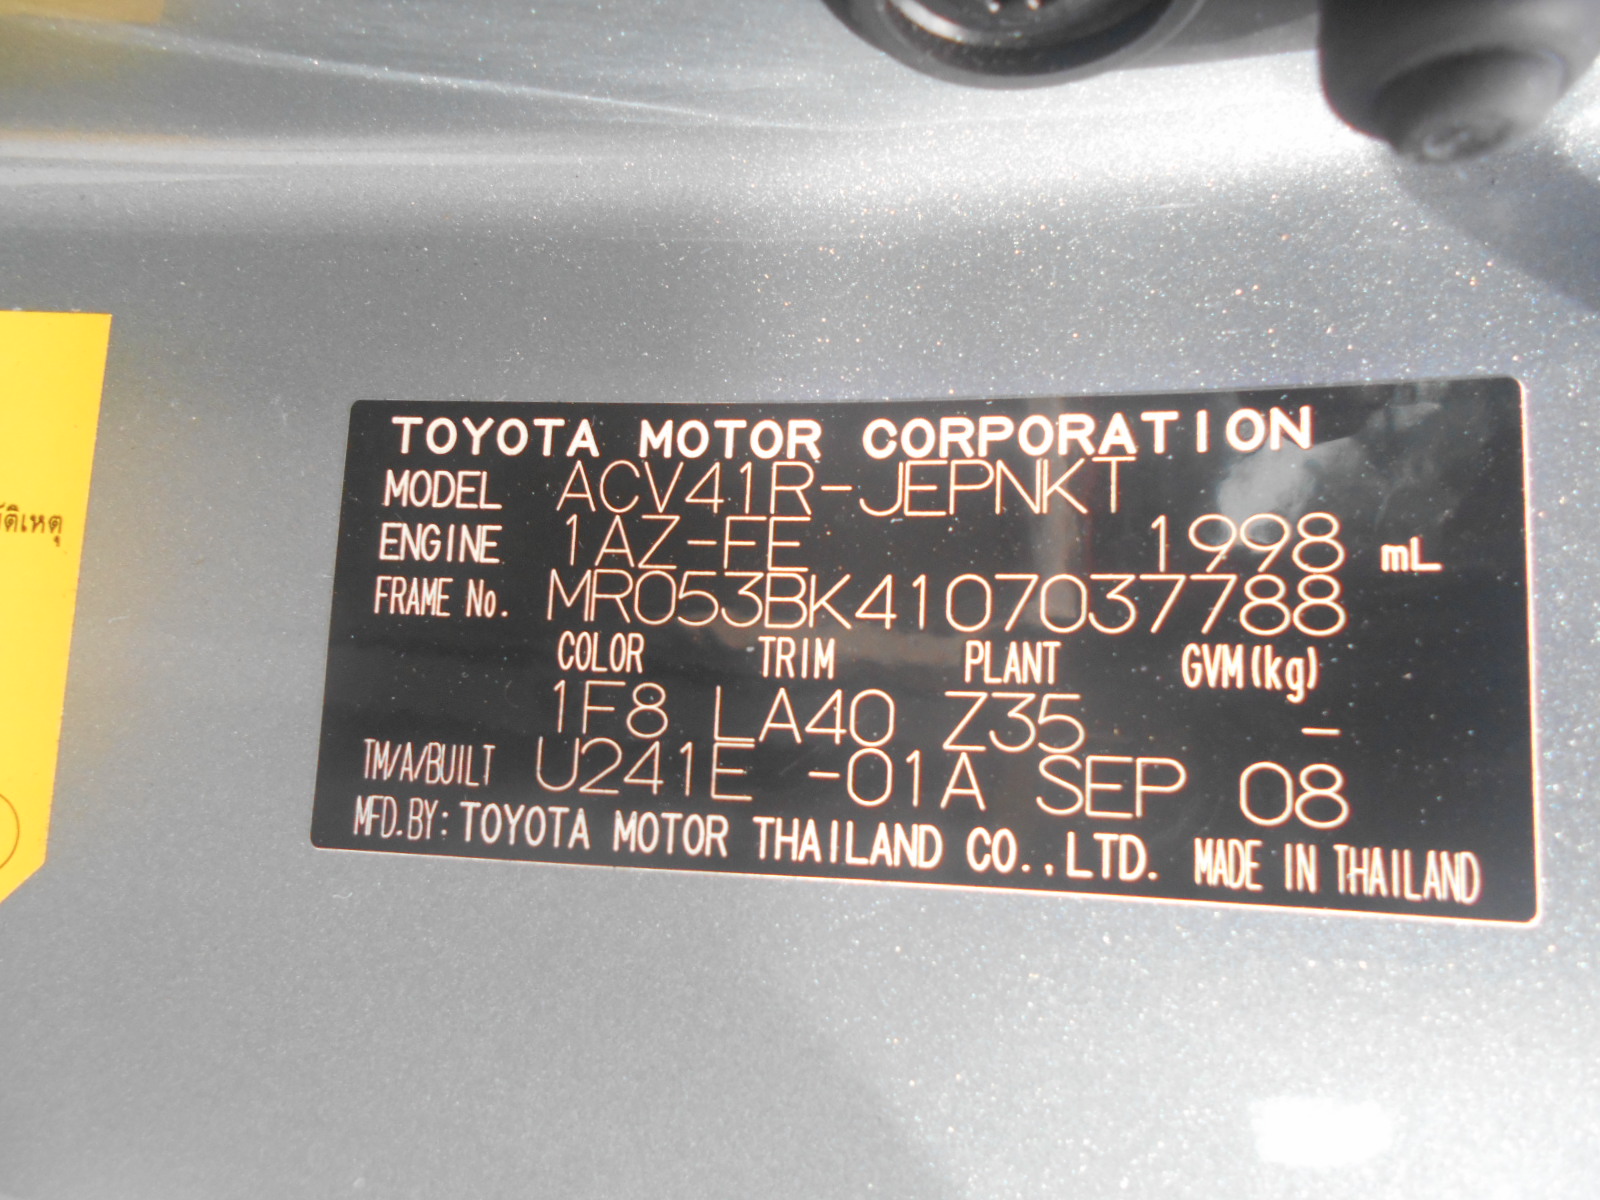 TOYOTA MOTOR CORPORATION
MODEL ACV41R-JEPNKT
ENGINE 1AZ-FE 1998 mL
FRAME No. MR053BK4107037788
COLOR TRIM PLANT GVM(kg)
1F8 LA40 Z35 -
TM/A/BUILT U241E -01A SEP 08
MFD.BY: TOYOTA MOTOR THAILAND CO.,LTD. MADE IN THAILAND